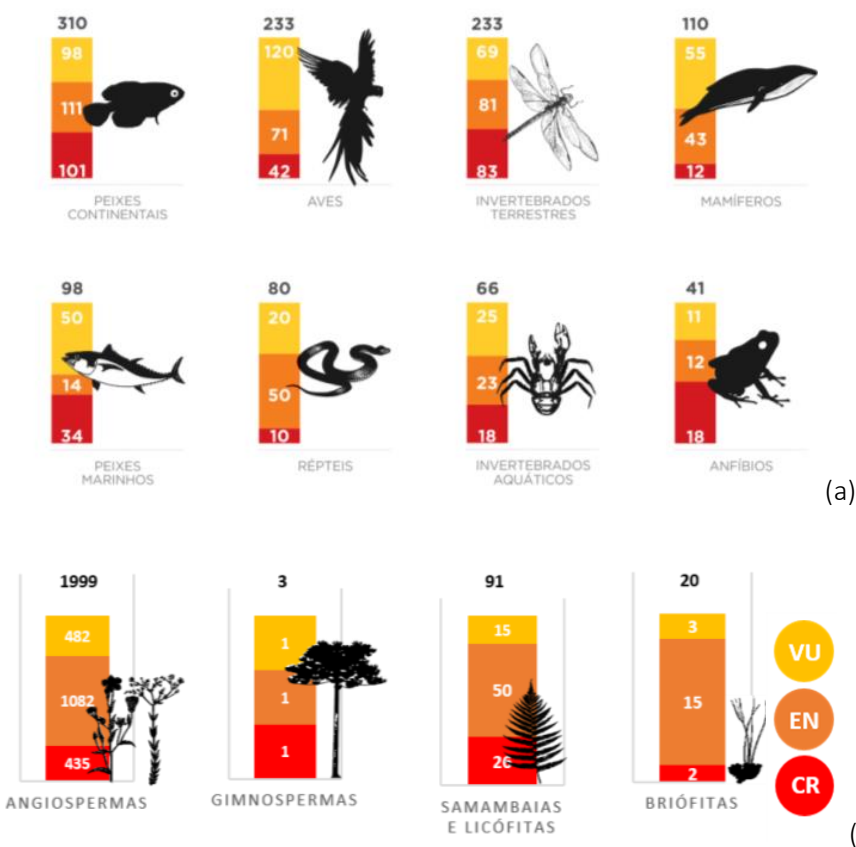 310 233 233 110
98 120 69 55
111 71 81 43
101 42 83 12
PEIXES CONTINENTAIS
AVES
INVERTEBRADOS TERRESTRES
MAMÍFEROS
98 80 66 41
50 20 25 11
14 50 23 12
34 10 18 18
PEIXES MARINHOS
RÉPTEIS
INVERTEBRADOS AQUÁTICOS
ANFÍBIOS
(a)
1999 3 91 20
482 1 15 3
1082 1 50 15
435 1 26 2
ANGIOSPERMAS
GIMNOSPERMAS
SAMAMBAIAS
E LICÓFITAS
BRIÓFITAS
VU
EN
CR
(